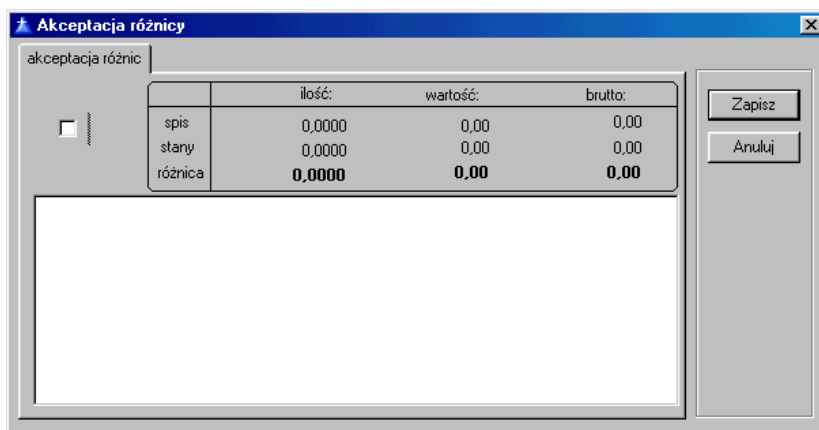 Akceptacja różnicy
akceptacja różnic
ilość: wartość: brutto:
spis 0,0000 0,00 0,00
stany 0,0000 0,00 0,00
różnica 0,0000 0,00 0,00
Zapisz
Anuluj